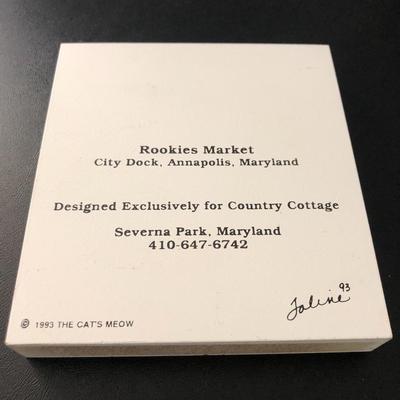 Rookies Market
City Dock, Annapolis, Maryland
Designed Exclusively for Country Cottage
Severna Park, Maryland
410-647-6742
Faline 93
© 1993 THE CAT'S MEOW